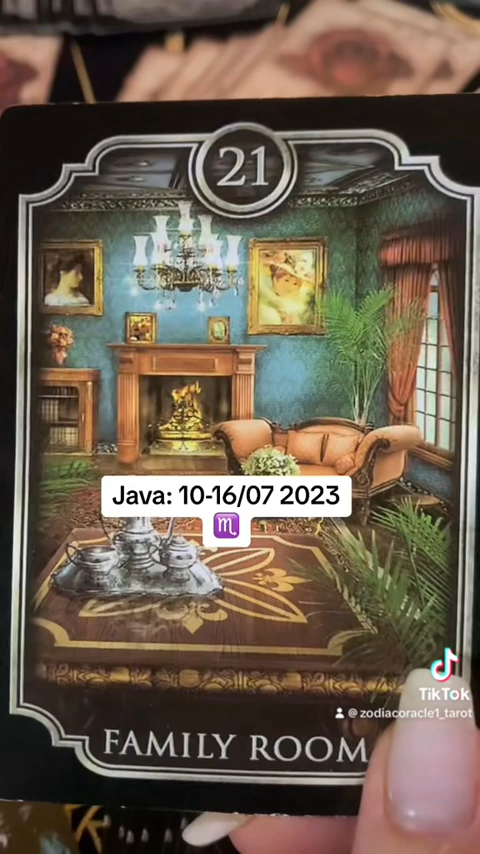 21
Java: 10-16/07 2023
♏
TikTok
@zodiacoracle1_tarot
FAMILY ROOM